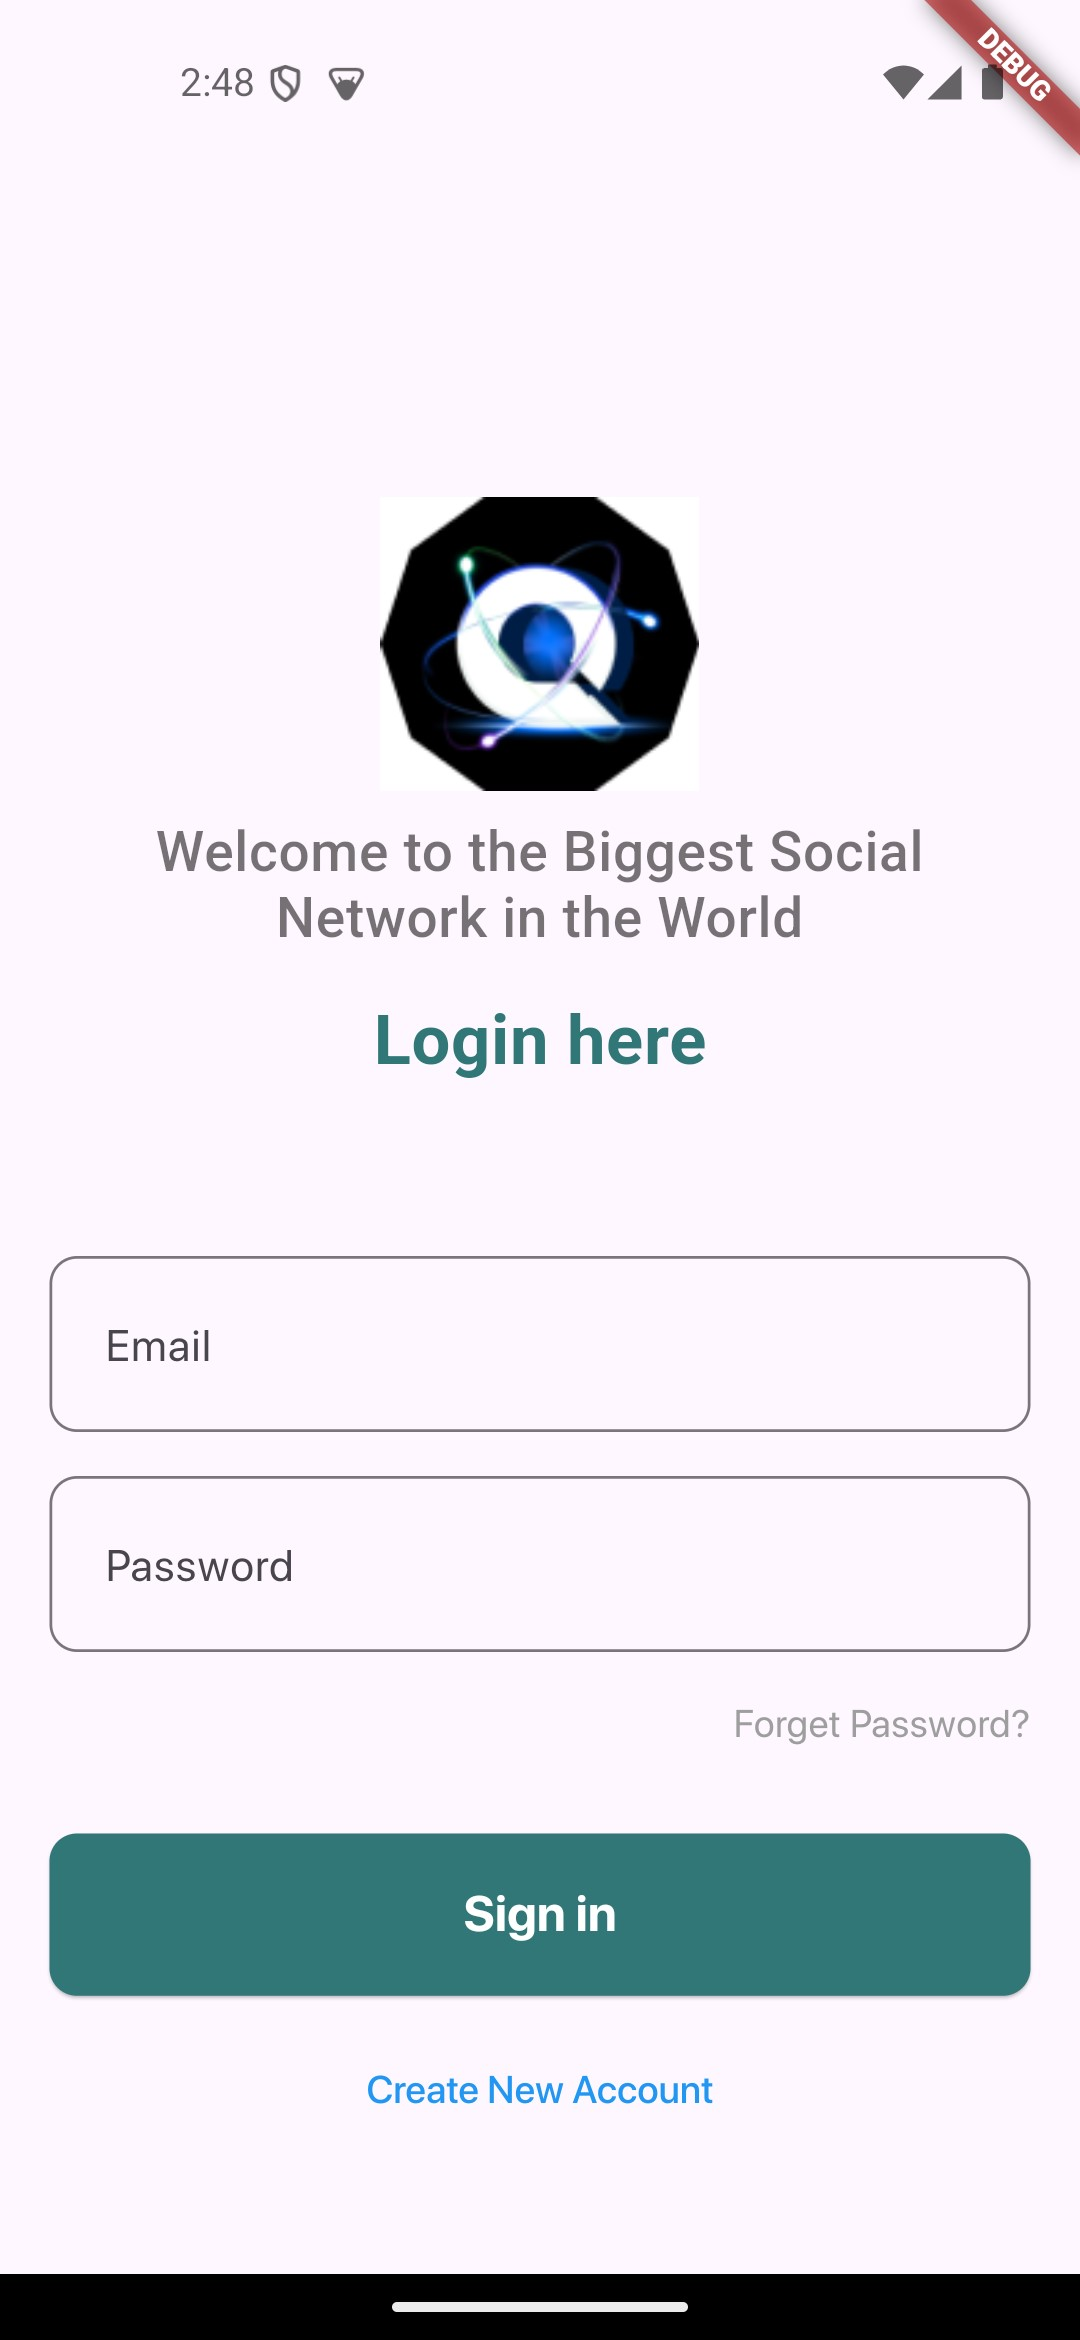 2:48
DEBUG
Welcome to the Biggest Social
Network in the World
Login here
Email
Password
Forget Password?
Sign in
Create New Account